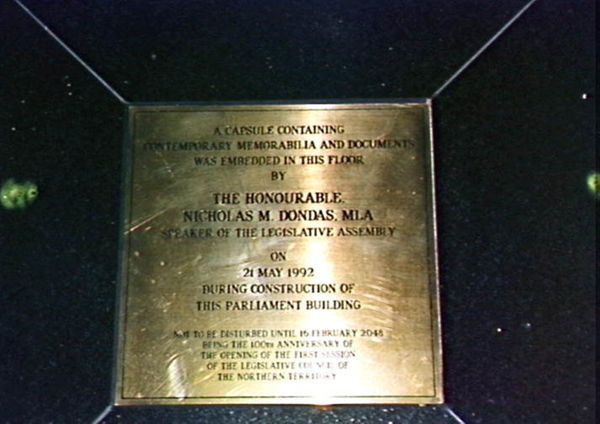 A CAPSULE CONTAINING
CONTEMPORARY MEMORABILIA AND DOCUMENTS
WAS EMBEDDED IN THIS FLOOR
BY
THE HONOURABLE,
NICHOLAS M. DONDAS, MLA
SPEAKER OF THE LEGISLATIVE ASSEMBLY
ON
21 MAY 1992
DURING CONSTRUCTION OF
THIS PARLIAMENT BUILDING
NOT TO BE DISTURBED UNTIL 16 FEBRUARY 2048
BEING THE 100TH ANNIVERSARY OF
THE OPENING OF THE FIRST SESSION
OF THE LEGISLATIVE COUNCIL OF
THE NORTHERN TERRITORY